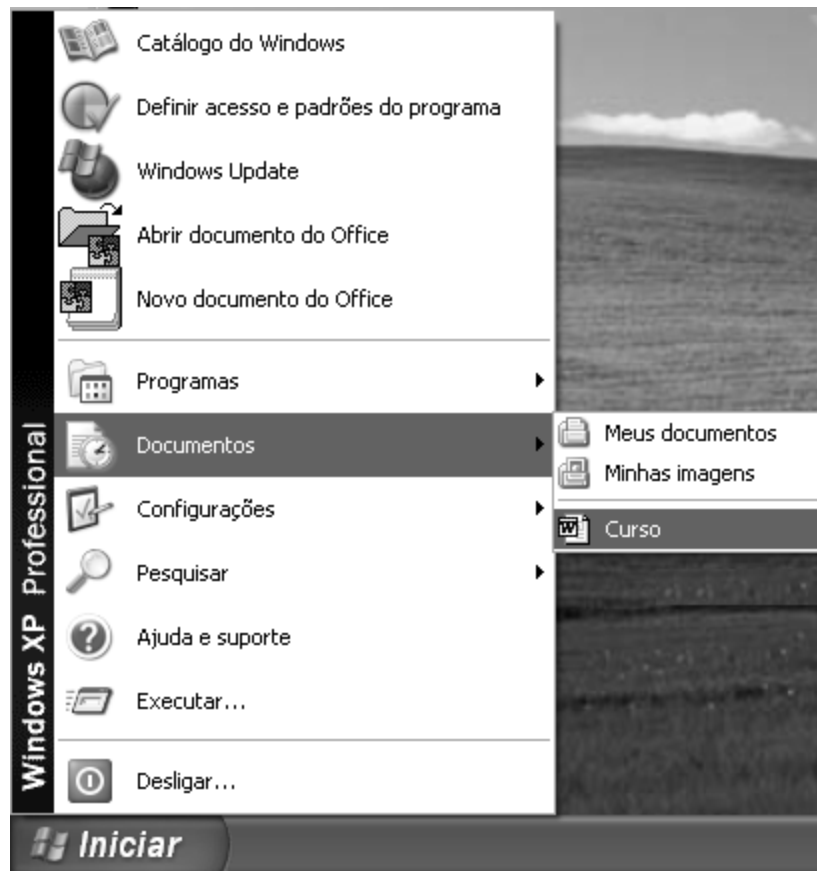 Catálogo do Windows
Definir acesso e padrões do programa
Windows Update
Abrir documento do Office
Novo documento do Office
Programas
Documentos
Configurações
Pesquisar
Ajuda e suporte
Executar...
Desligar...
Meus documentos
Minhas imagens
Curso
Windows XP Professional
Iniciar